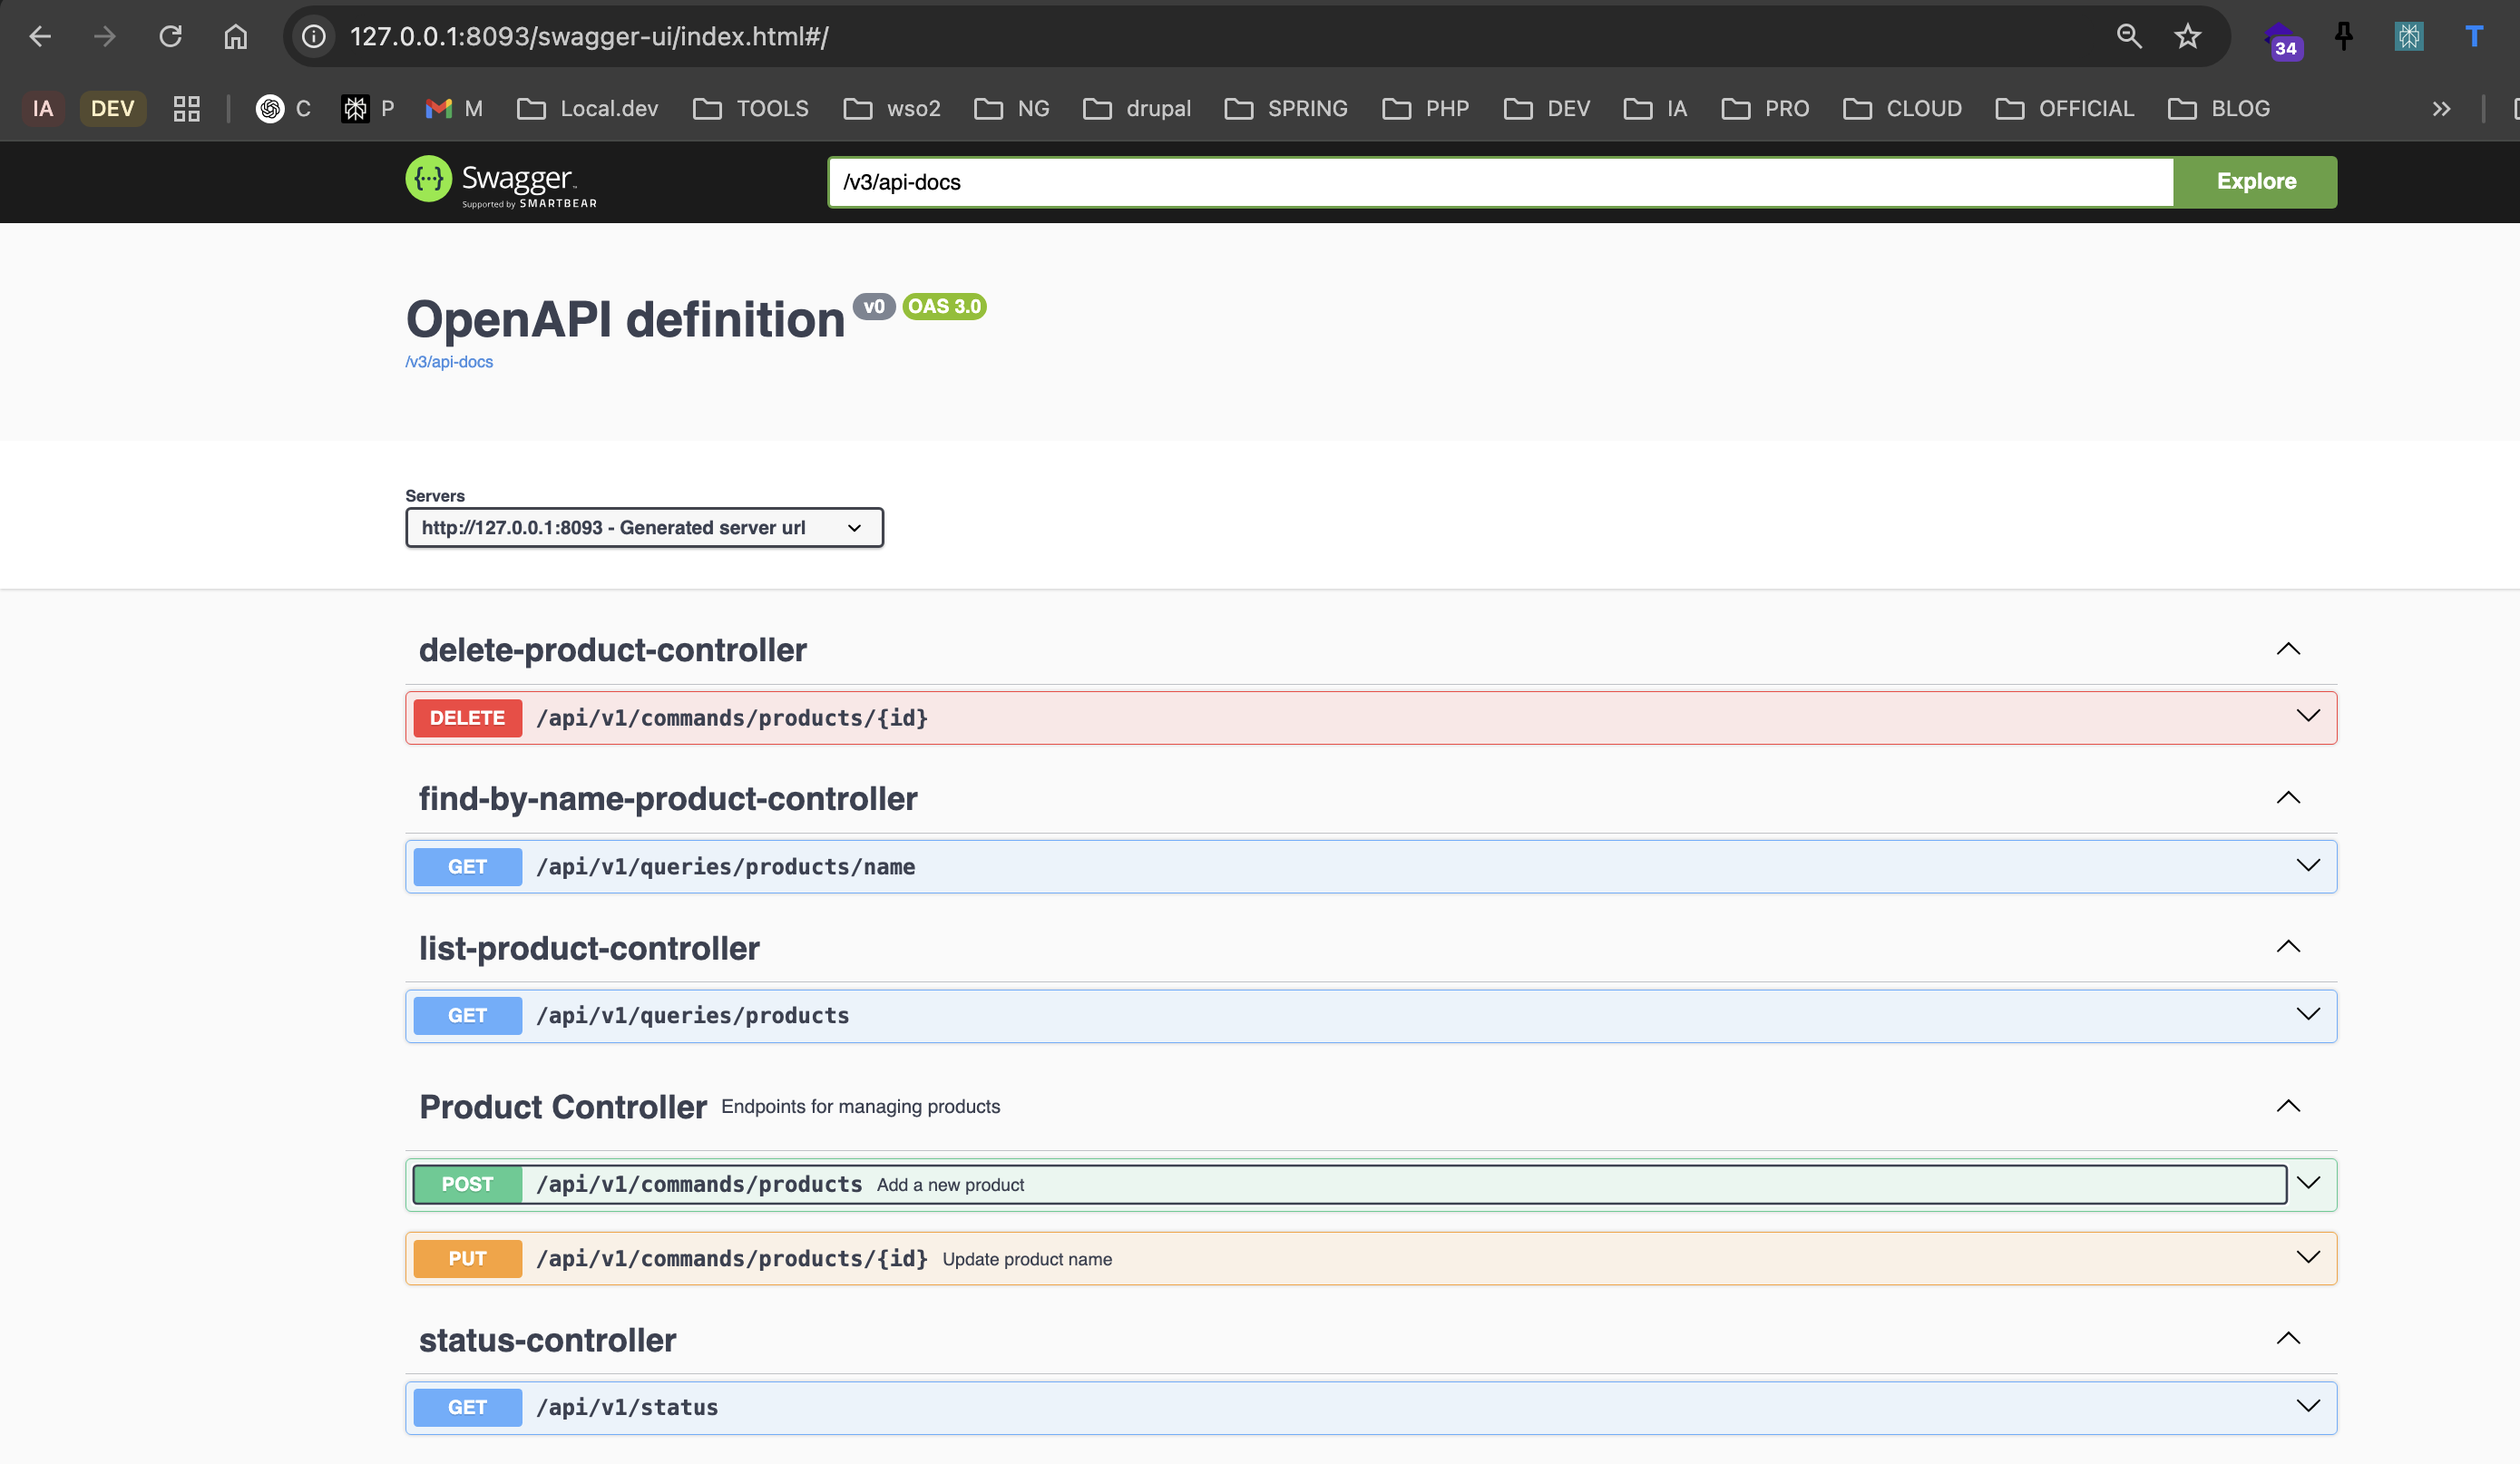 127.0.0.1:8093/swagger-ui/index.html#/
34
T
IA DEV C P M Local.dev TOOLS wso2 NG drupal SPRING PHP DEV IA PRO CLOUD OFFICIAL BLOG
Swagger
Supported by SMARTBEAR
/v3/api-docs
Explore
OpenAPI definition v0 OAS 3.0
/v3/api-docs
Servers
http://127.0.0.1:8093 - Generated server url
delete-product-controller
DELETE /api/v1/commands/products/{id}
find-by-name-product-controller
GET /api/v1/queries/products/name
list-product-controller
GET /api/v1/queries/products
Product Controller Endpoints for managing products
POST /api/v1/commands/products Add a new product
PUT /api/v1/commands/products/{id} Update product name
status-controller
GET /api/v1/status